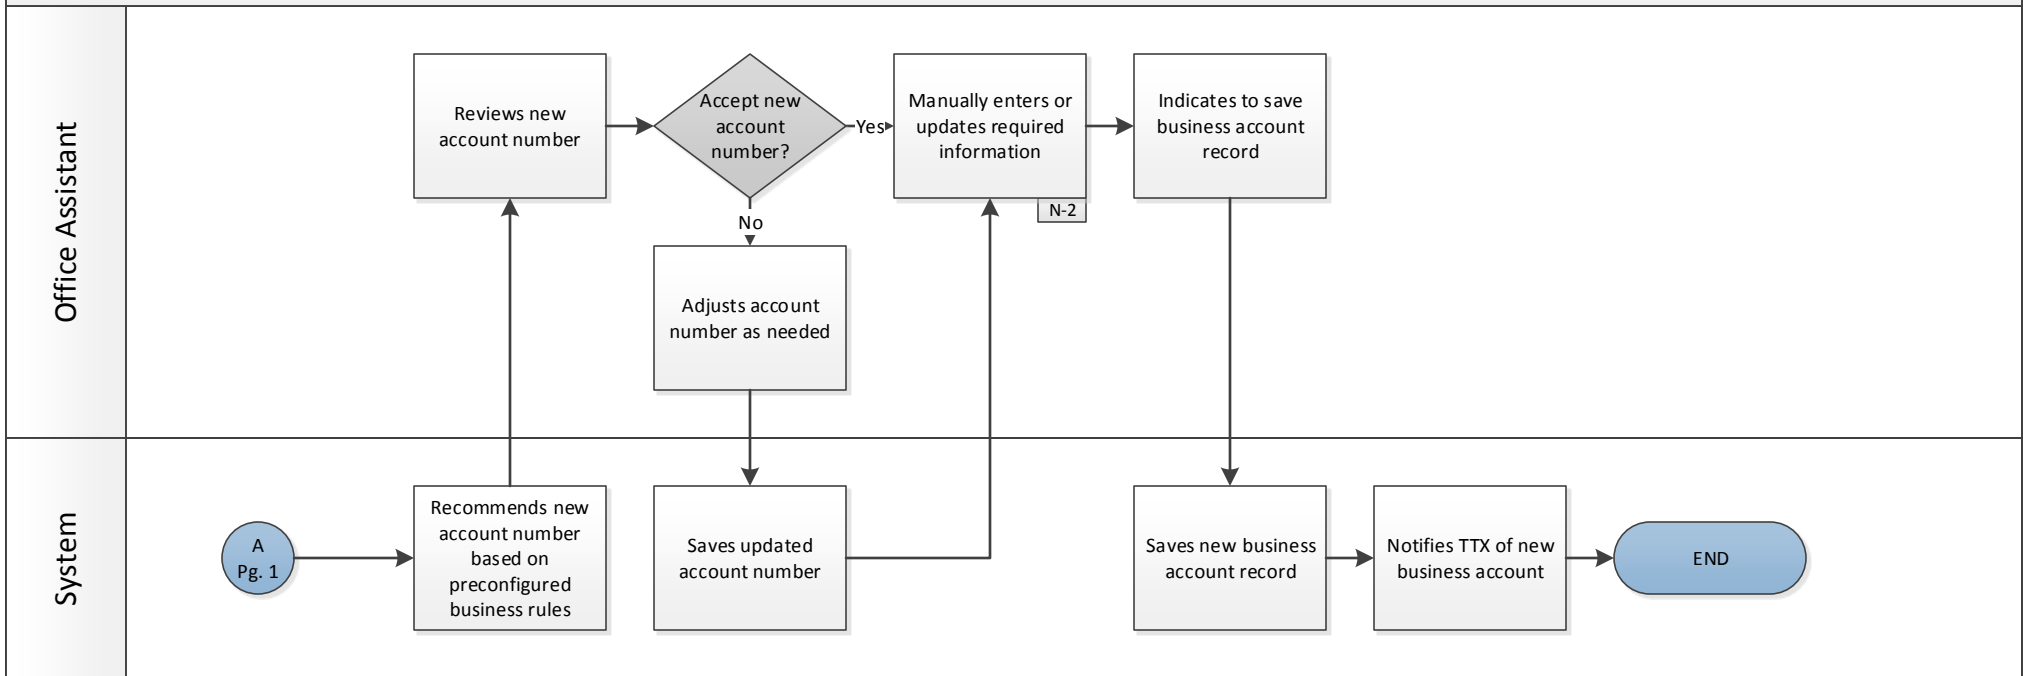 Office Assistant
Reviews new
account number
Accept new
account
number?
Yes
Manually enters or
updates required
information
N-2
Indicates to save
business account
record
No
Adjusts account
number as needed
System
A
Pg. 1
Recommends new
account number
based on
preconfigured
business rules
Saves updated
account number
Saves new business
account record
Notifies TTX of new
business account
END